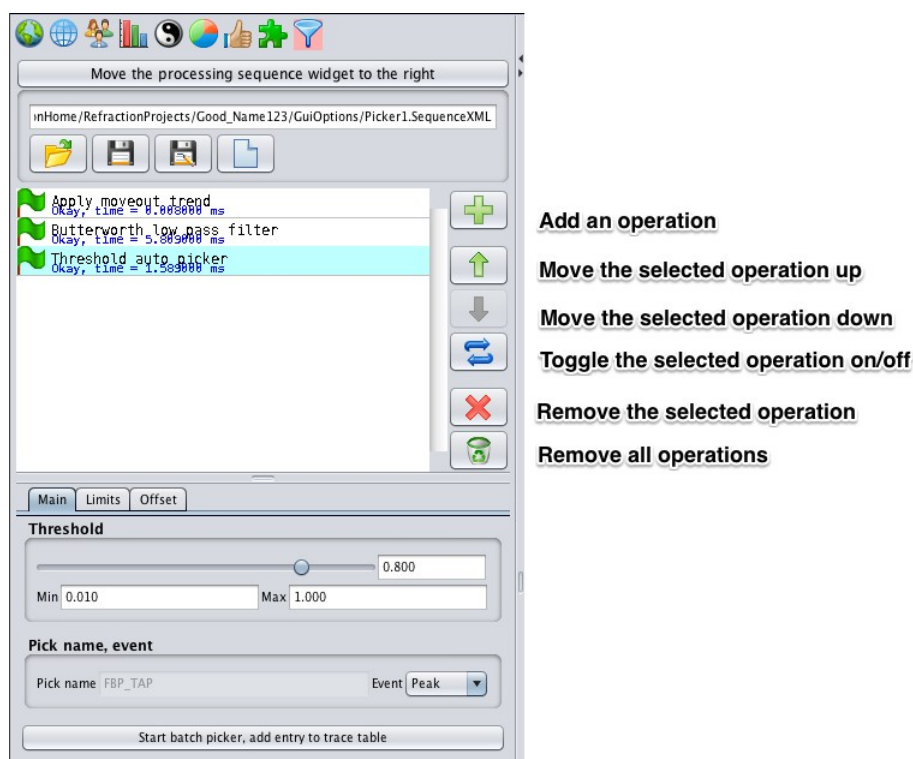 Move the processing sequence widget to the right
onHome/RefractionProjects/Good_Name123/GuiOptions/Picker1.SequenceXML
Apply moveout trend
Okay, time = 0.008000 ms
Butterworth low pass filter
Okay, time = 5.809000 ms
Threshold auto picker
Okay, time = 1.589000 ms
Add an operation
Move the selected operation up
Move the selected operation down
Toggle the selected operation on/off
Remove the selected operation
Remove all operations
Main Limits Offset
Threshold
0.800
Min 0.010 Max 1.000
Pick name, event
Pick name FBP_TAP Event Peak
Start batch picker, add entry to trace table